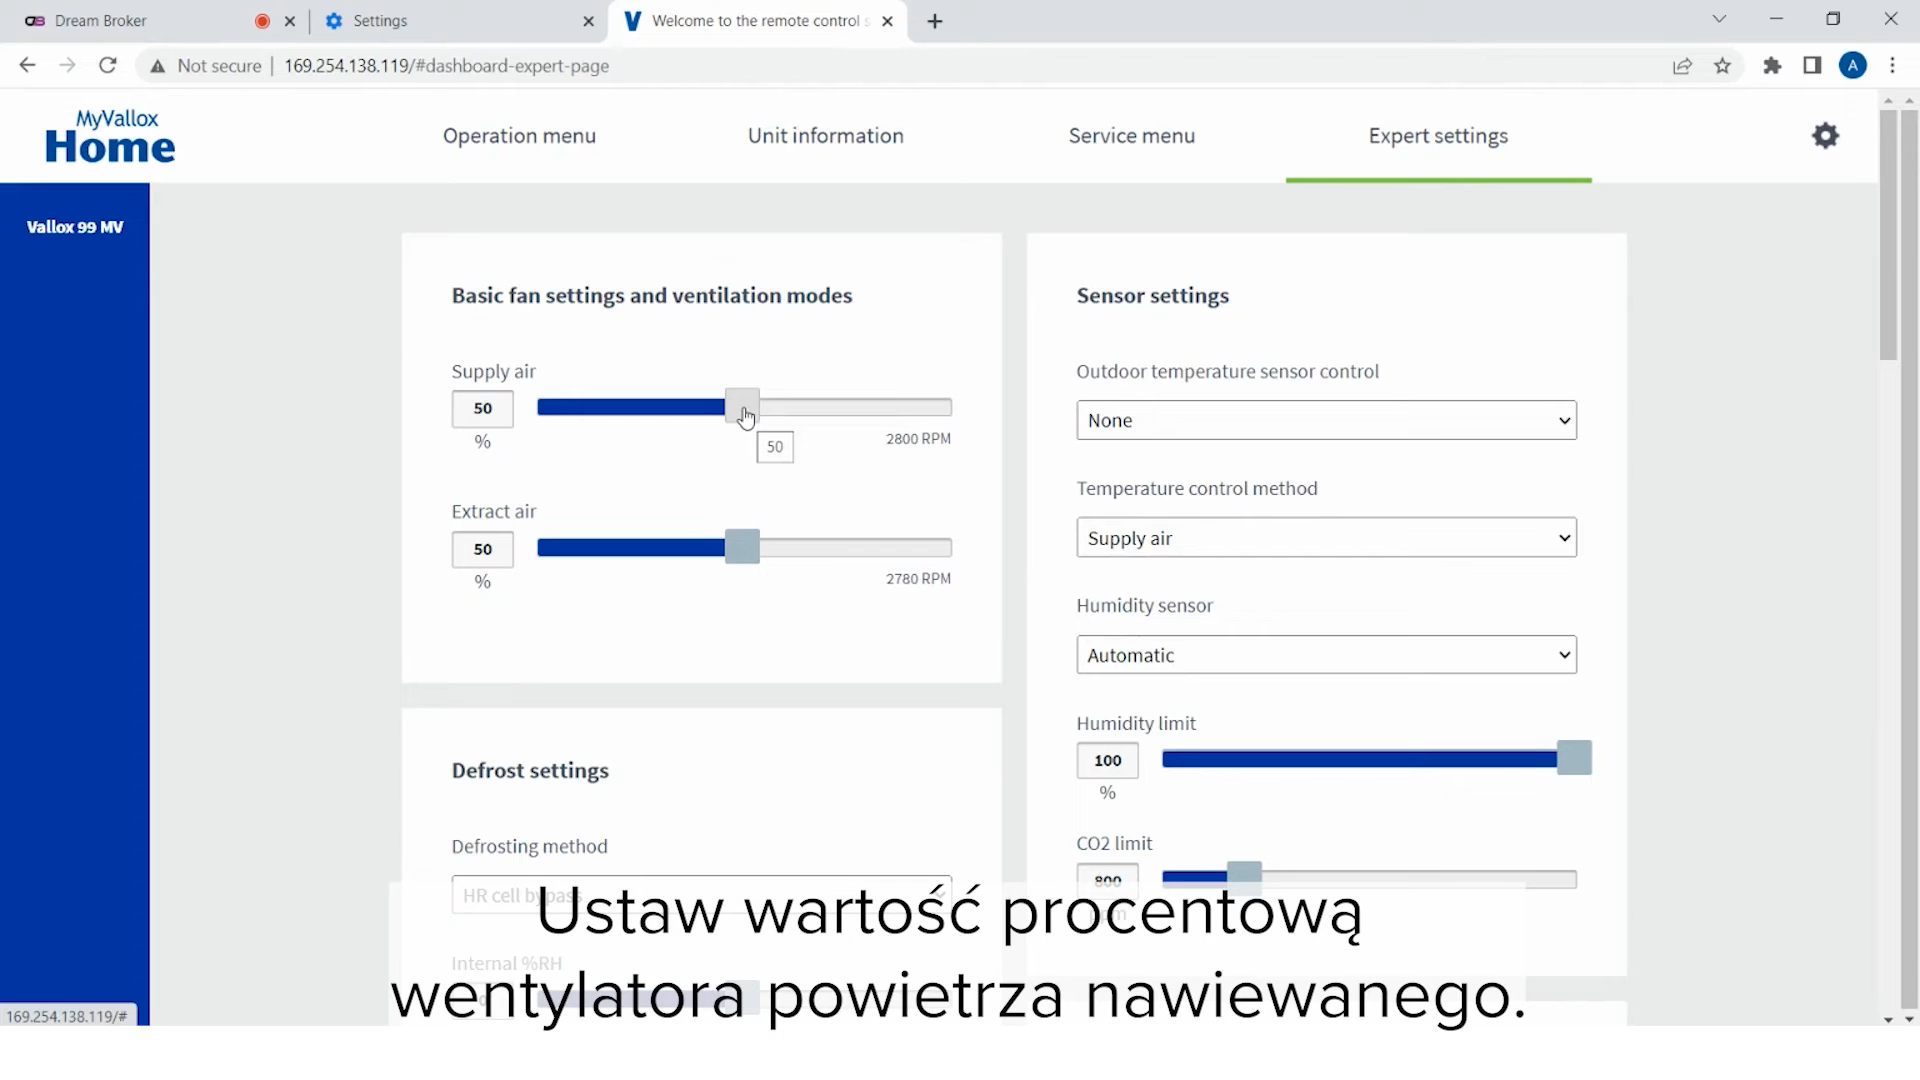 Dream Broker
Settings
Welcome to the remote control s
Not secure
169.254.138.119/#dashboard-expert-page
A
MyVallox
Home
Operation menu
Unit information
Service menu
Expert settings
Vallox 99 MV
Basic fan settings and ventilation modes
Supply air
50
%
50
2800 RPM
Extract air
50
%
2780 RPM
Defrost settings
Defrosting method
HR cell bypass
Internal %RH
Sensor settings
Outdoor temperature sensor control
None
Temperature control method
Supply air
Humidity sensor
Automatic
Humidity limit
100
%
CO2 limit
800
ppm
Ustaw wartość procentową
wentylatora powietrza nawiewanego.
169.254.138.119/#